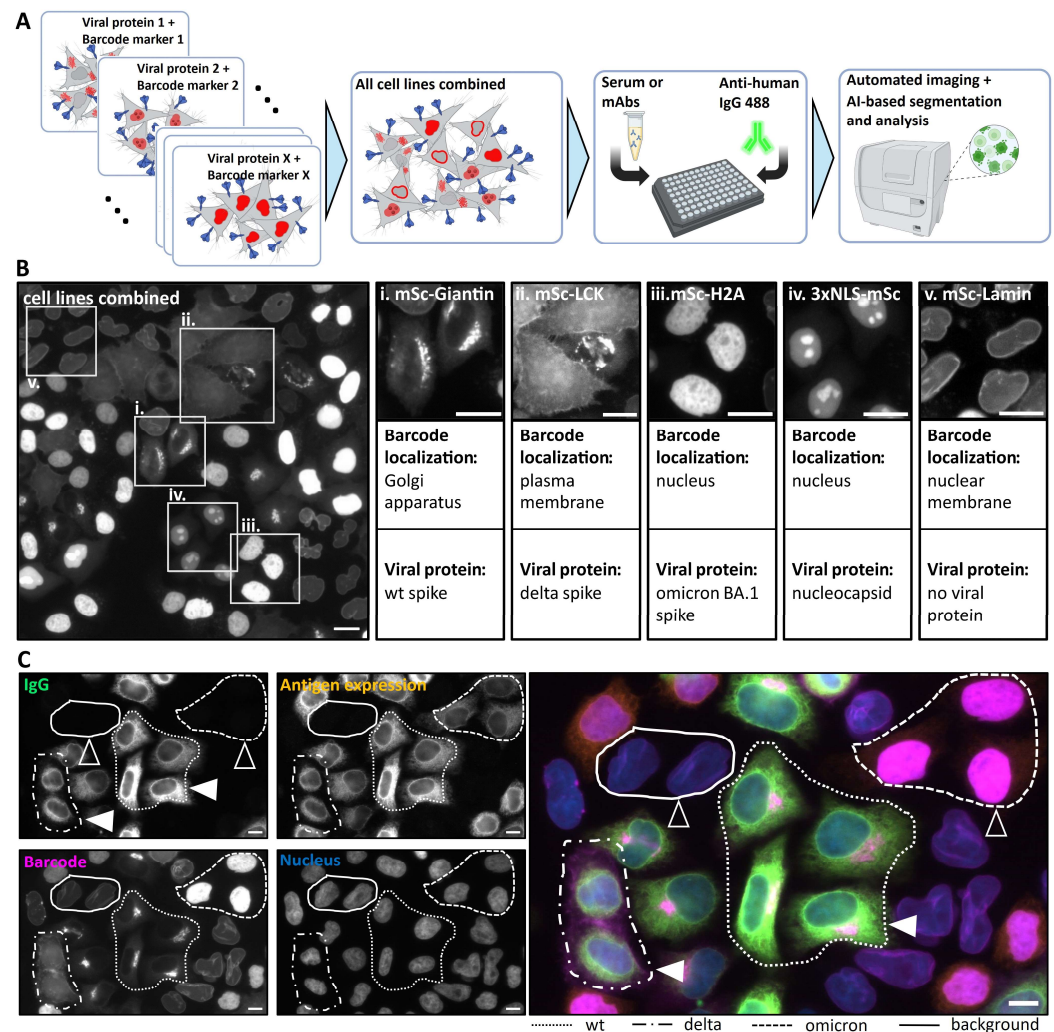 A
Viral protein 1 +
Barcode marker 1
Viral protein 2 +
Barcode marker 2
Viral protein X +
Barcode marker X
All cell lines combined
Serum or
mAbs
Anti-human
IgG 488
Automated imaging +
AI-based segmentation
and analysis
B
cell lines combined
ii.
v.
i.
iv.
iii.
i. mSc-Giantin
Barcode
localization:
Golgi
apparatus
Viral protein:
wt spike
ii. mSc-LCK
Barcode
localization:
plasma
membrane
Viral protein:
delta spike
iii.mSc-H2A
Barcode
localization:
nucleus
Viral protein:
omicron BA.1
spike
iv. 3xNLS-mSc
Barcode
localization:
nucleus
Viral protein:
nucleocapsid
v. mSc-Lamin
Barcode
localization:
nuclear
membrane
Viral protein:
no viral
protein
C
IgG
Antigen expression
Barcode
Nucleus
wt
delta
omicron
background